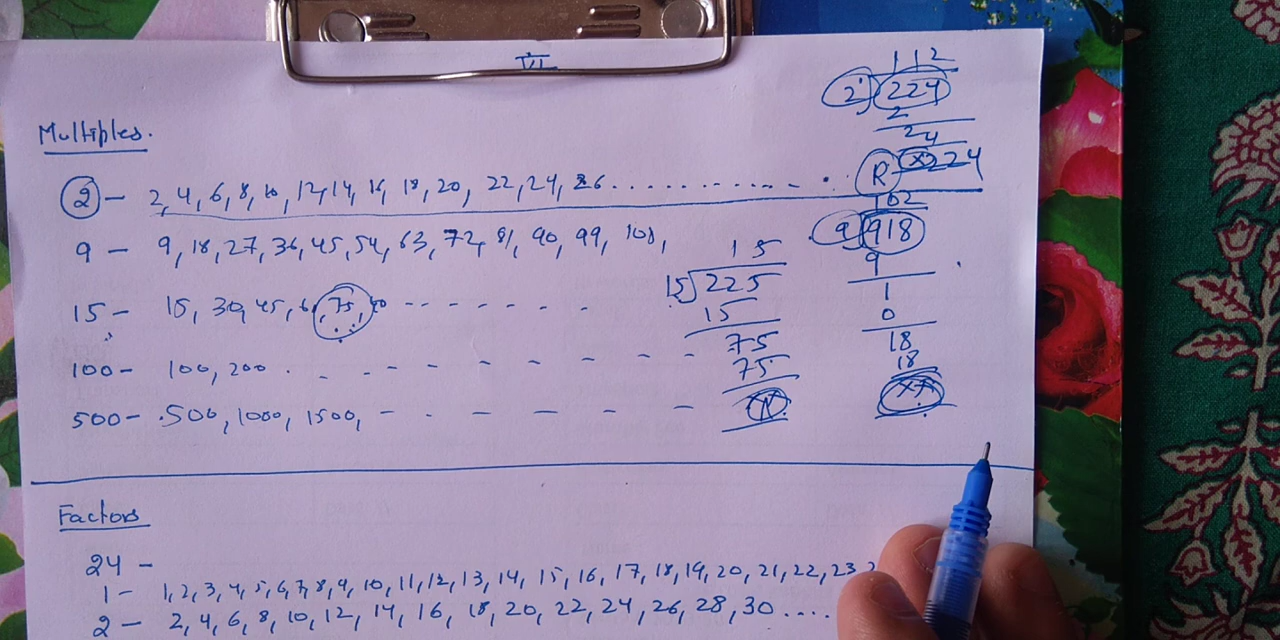 VI
Multiples.
2 - 2, 4, 6, 8, 10, 12, 14, 16, 18, 20, 22, 24, 26............
9 - 9, 18, 27, 36, 45, 54, 63, 72, 81, 90, 99, 108,
15 - 15, 30, 45, 6 , 75, 90 - - - - - - -
100 - 100, 200 . - - - - - - - -
500 - .500, 1000, 1500, - - - - - -
112
2) 224
2
24
224
R
102
9) 918
9
1
0
18
18
15
15) 225
15
75
75
Factors
24 -
1 - 1, 2, 3, 4, 5, 6, 7, 8, 9, 10, 11, 12, 13, 14, 15, 16, 17, 18, 19, 20, 21, 22, 23 2
2 - 2, 4, 6, 8, 10, 12, 14, 16, 18, 20, 22, 24, 26, 28, 30 ....